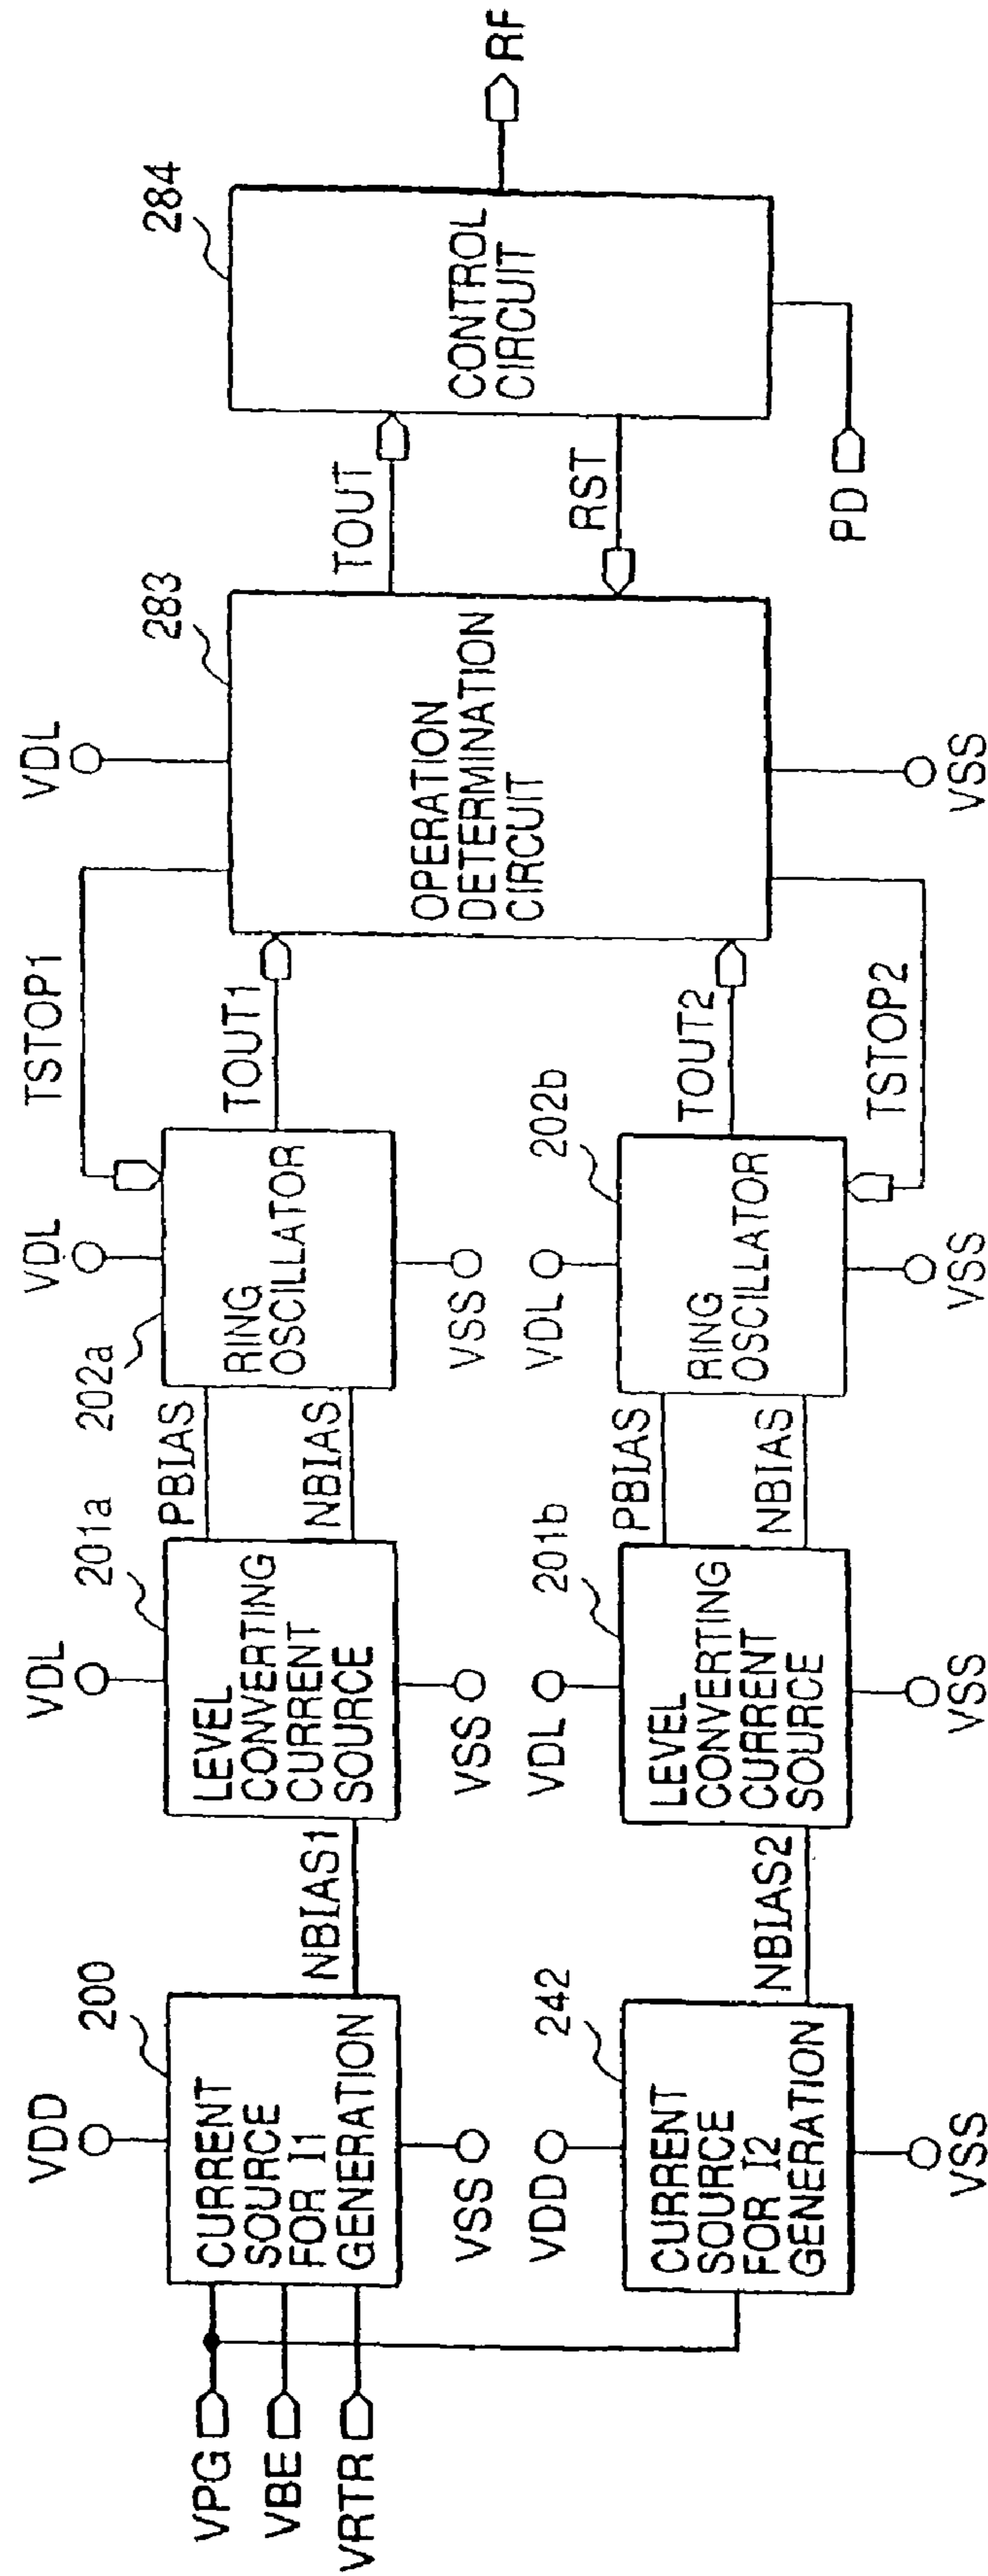 VPG
VBE
VRTR
VDD
200
CURRENT
SOURCE
FOR I1
GENERATION
VSS
NBIAS1
VDL
201a
LEVEL
CONVERTING
CURRENT
SOURCE
VSS
PBIAS
NBIAS
VDL
202a
RING
OSCILLATOR
VSS
TSTOP1
TOUT1
VDD
242
CURRENT
SOURCE
FOR I2
GENERATION
VSS
NBIAS2
VDL
201b
LEVEL
CONVERTING
CURRENT
SOURCE
VSS
PBIAS
NBIAS
VDL
202b
RING
OSCILLATOR
VSS
TOUT2
TSTOP2
VDL
283
OPERATION
DETERMINATION
CIRCUIT
VSS
TOUT
RST
284
CONTROL
CIRCUIT
PD
RF